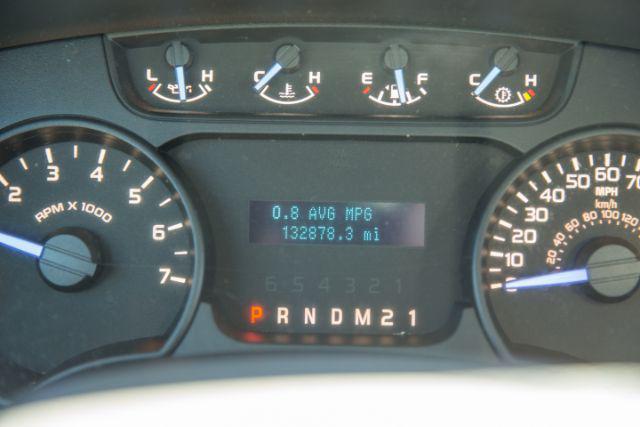 L H C H E F C H
2 3 4 5 6 7
RPM X 1000
0.8 AVG MPG
132878.3 mi
6 5 4 3 2 1
P R N D M 2 1
0 10 20 30 40 50 60 70
MPH
km/h
20 40 60 80 100 120